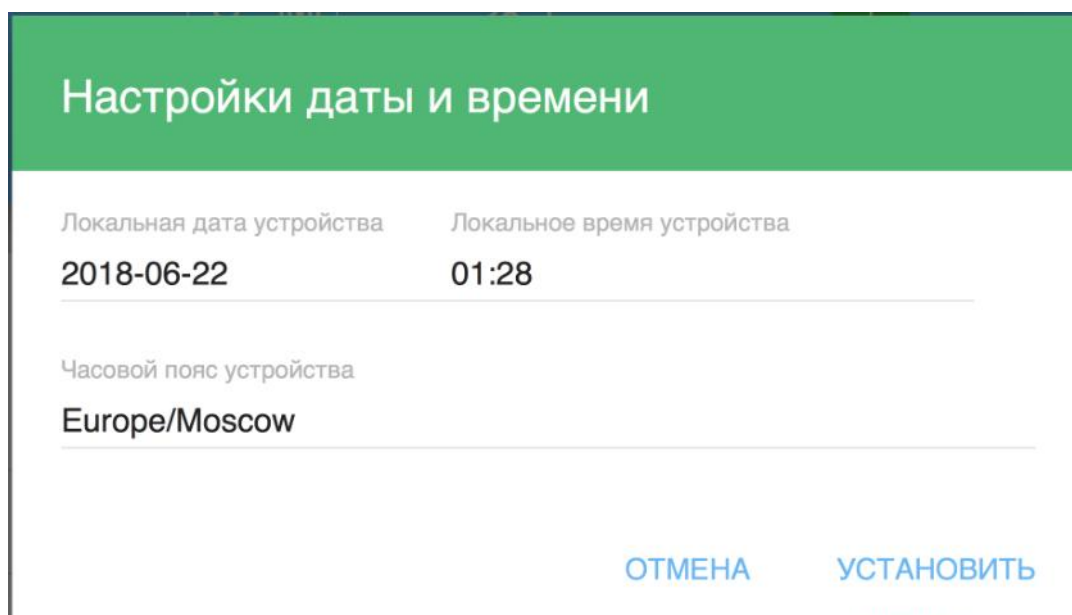 Настройки даты и времени
Локальная дата устройства Локальное время устройства
2018-06-22 01:28
Часовой пояс устройства
Europe/Moscow
ОТМЕНА УСТАНОВИТЬ